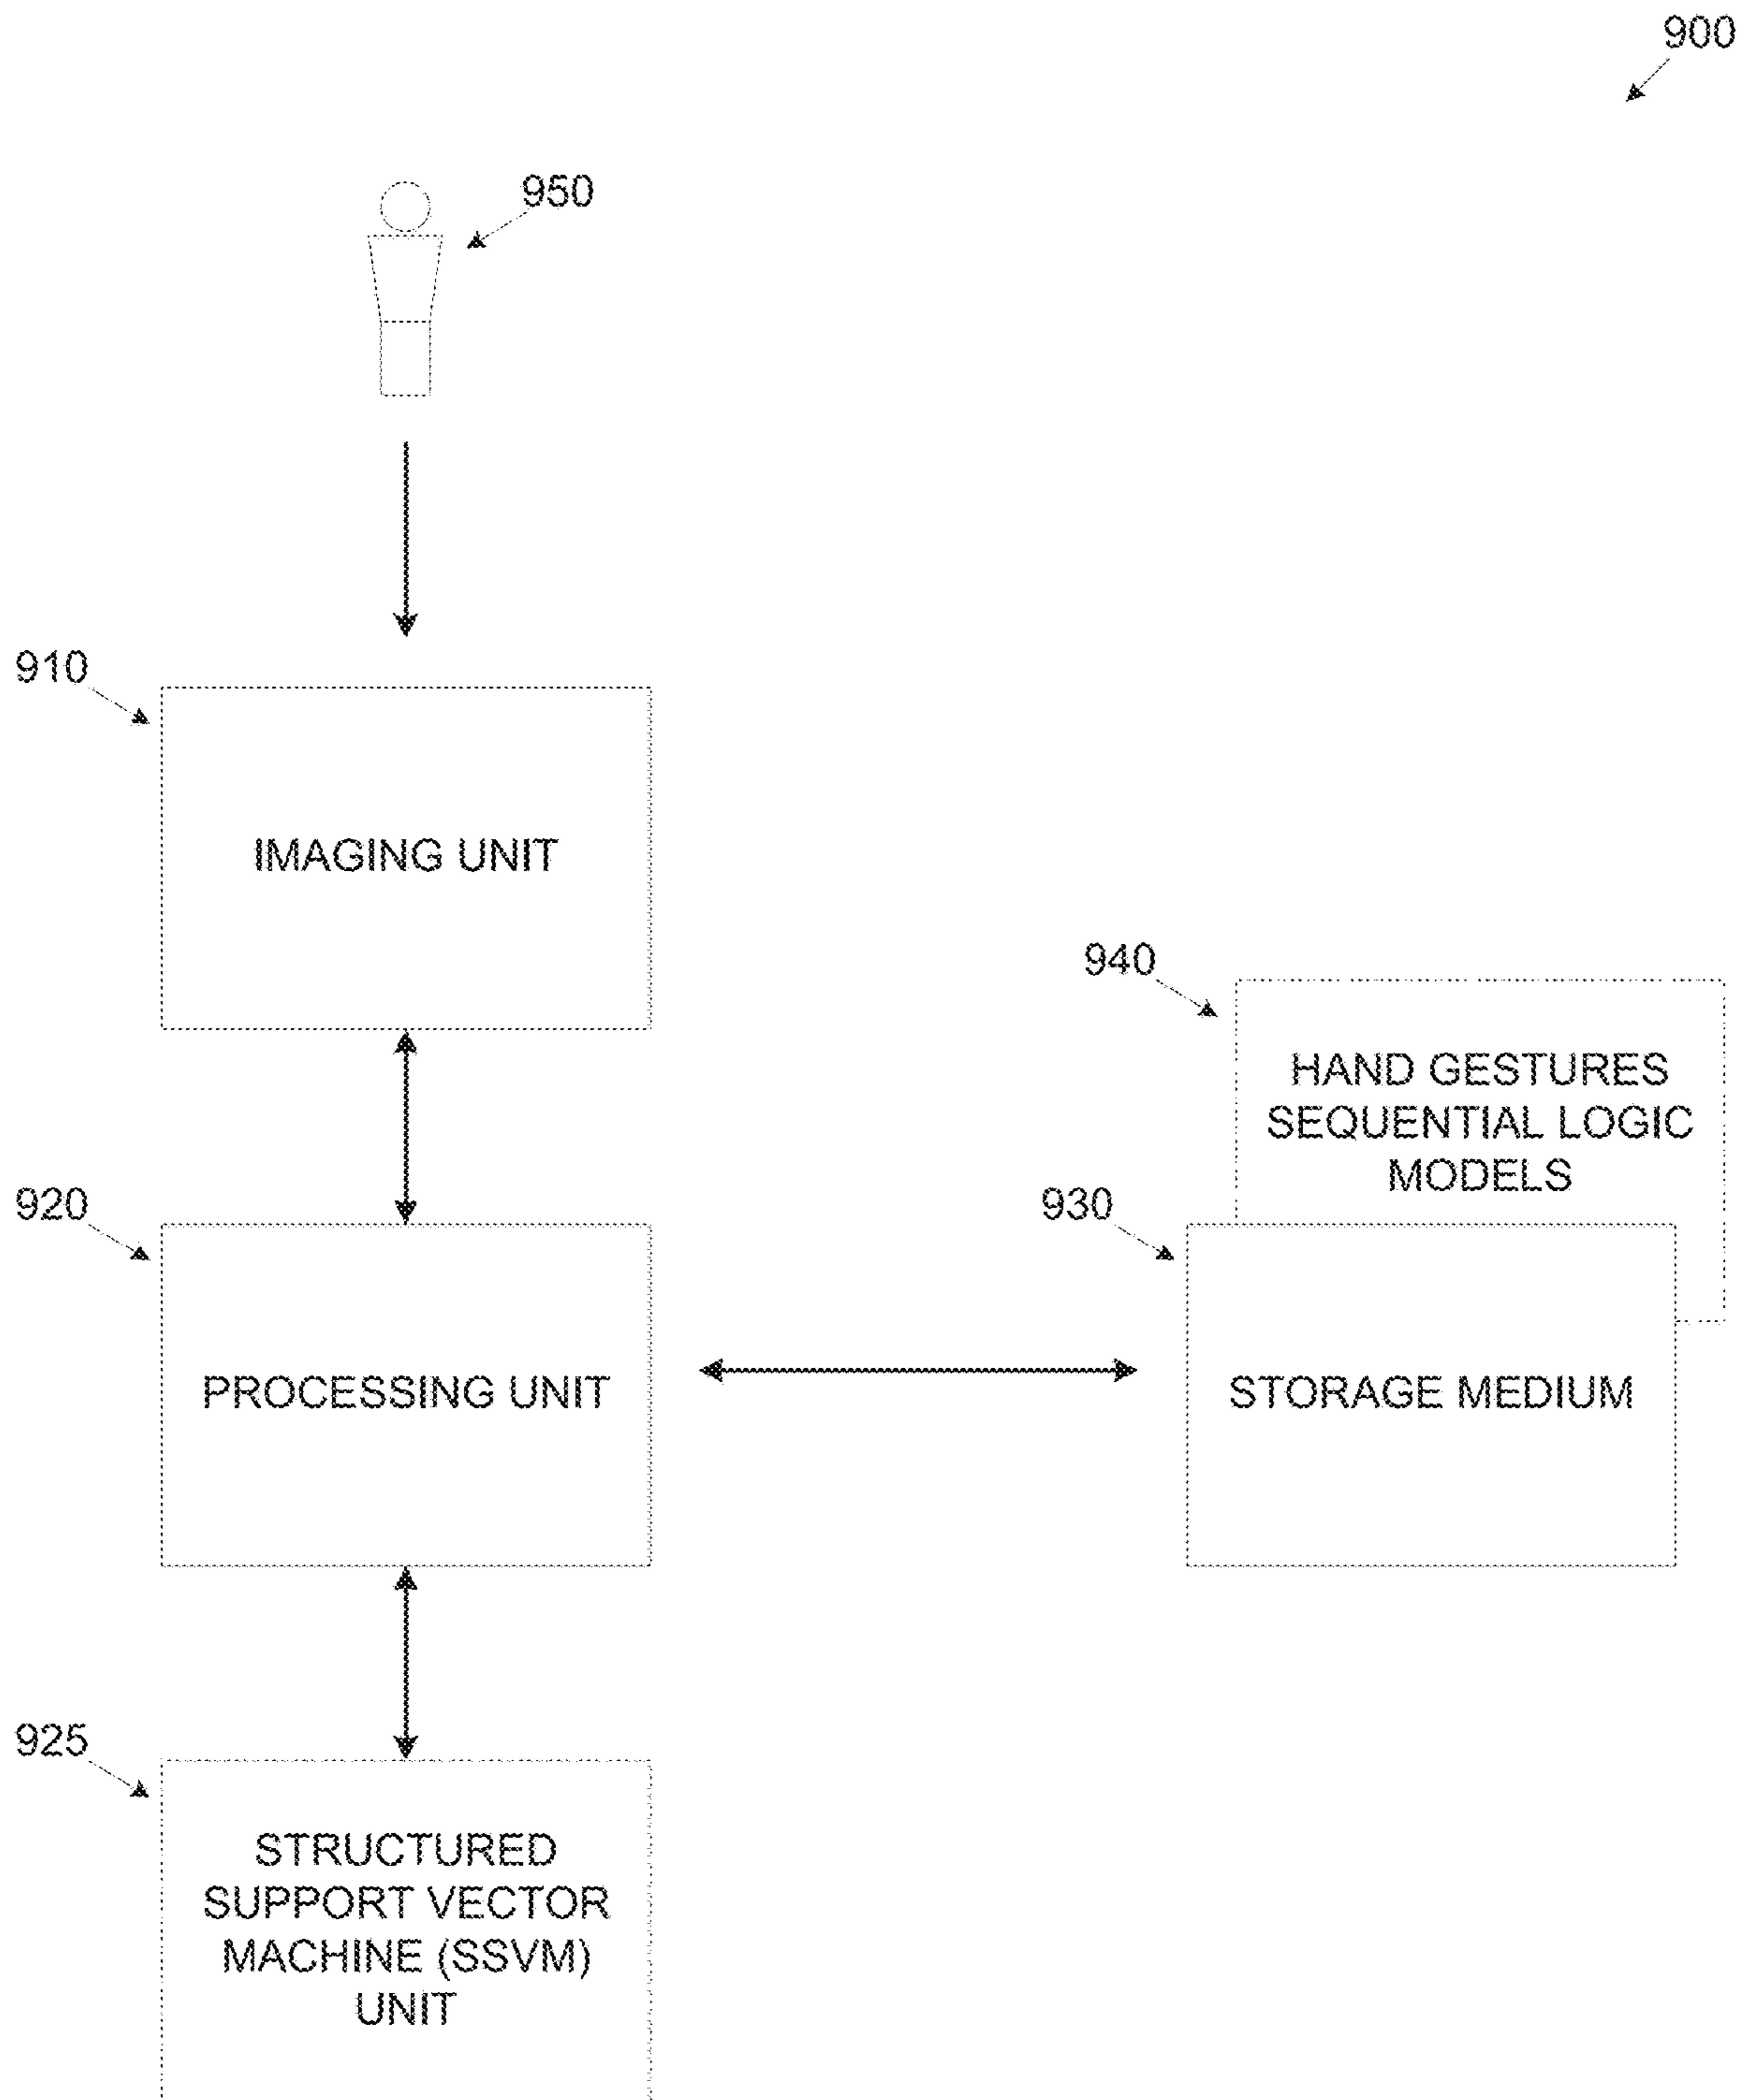 900
950
910
IMAGING UNIT
940
HAND GESTURES
SEQUENTIAL LOGIC
MODELS
920
930
PROCESSING UNIT
STORAGE MEDIUM
925
STRUCTURED
SUPPORT VECTOR
MACHINE (SSVM)
UNIT